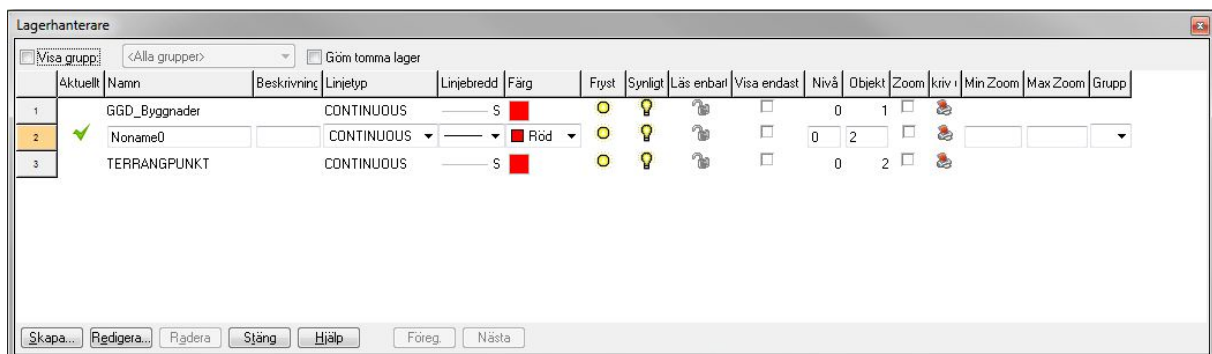 Lagerhanterare
Visa grupp: <Alla grupper> Göm tomma lager
Aktuellt Namn Beskrivning Linjetyp Linjebredd Färg Fryst Synligt Läs enbart Visa endast Nivå Objekt Zoom kriv Min Zoom Max Zoom Grupp
1 GGD_Byggnader CONTINUOUS S 0 1
2 Noname0 CONTINUOUS Röd 0 2
3 TERRANGPUNKT CONTINUOUS S 0 2
Skapa... Redigera... Radera Stäng Hjälp Föreg. Nästa